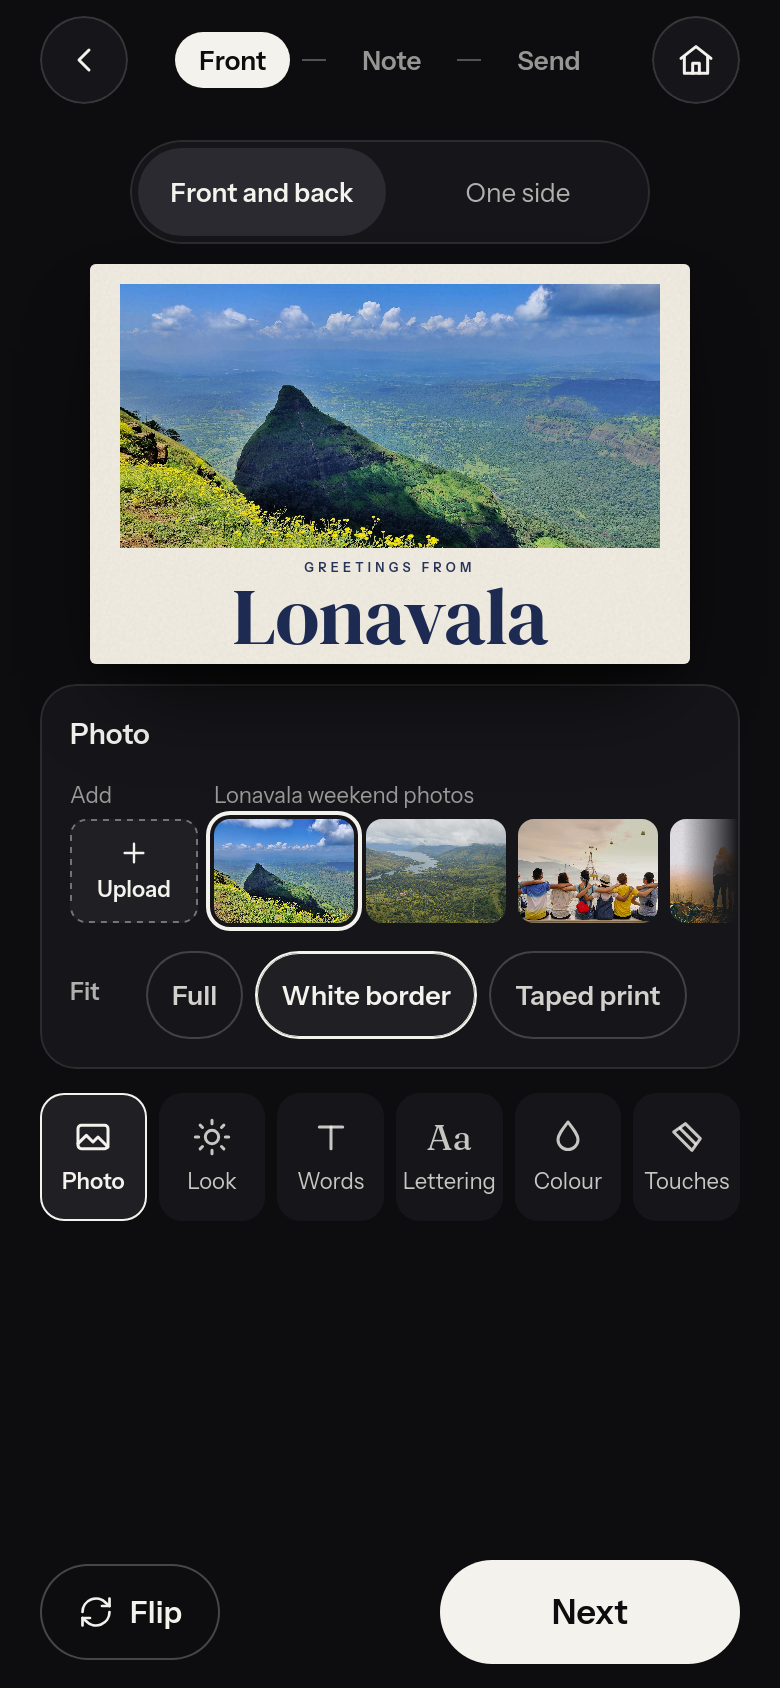 Front
Note
Send
Front and back
One side
GREETINGS FROM
Lonavala
Photo
Add
Lonavala weekend photos
Upload
Fit
Full
White border
Taped print
Photo
Look
Words
Aa
Lettering
Colour
Touches
Flip
Next